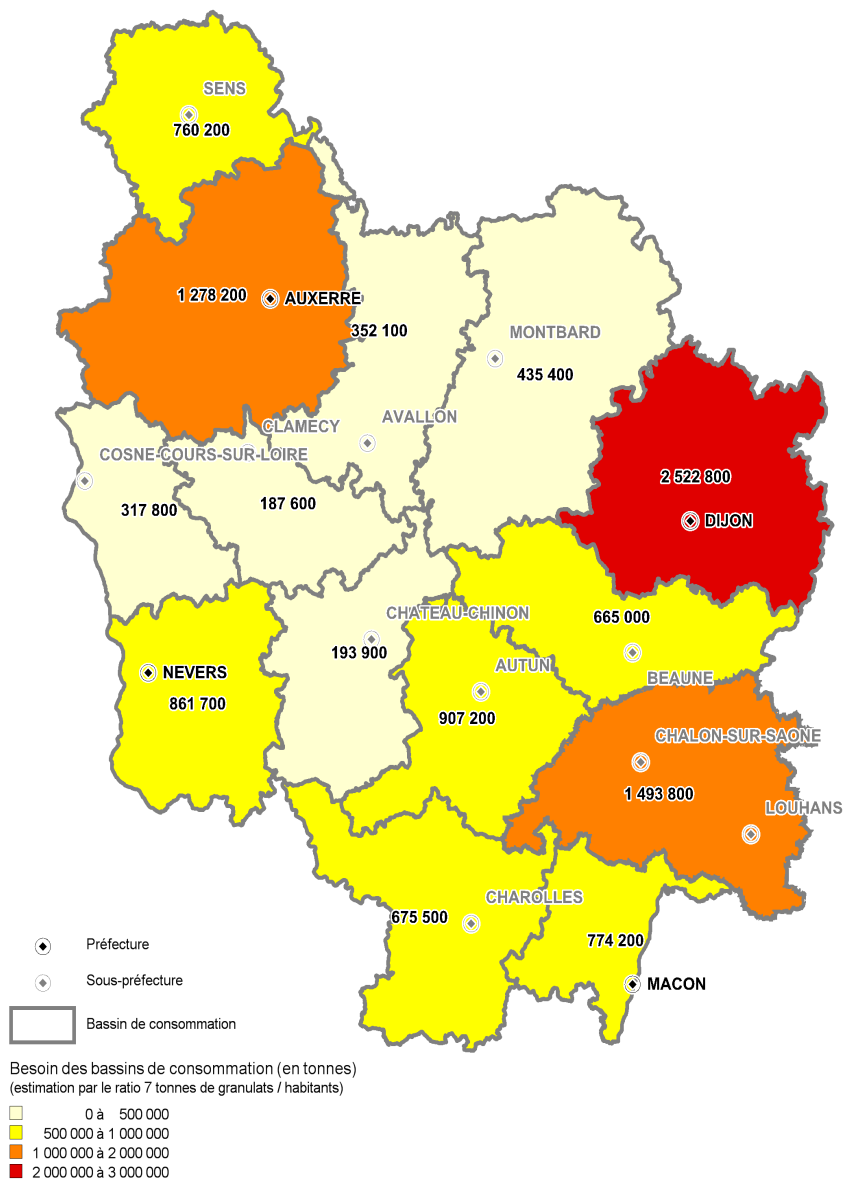 SENS
760 200
1 278 200
AUXERRE
352 100
MONTBARD
435 400
AVALLON
CLAMECY
COSNE-COURS-SUR-LOIRE
2 522 800
187 600
317 800
DIJON
CHATEAU-CHINON
665 000
193 900
NEVERS
AUTUN
BEAUNE
861 700
907 200
CHALON-SUR-SAONE
1 493 800
LOUHANS
CHAROLLES
675 500
774 200
MACON
Préfecture
Sous-préfecture
Bassin de consommation
Besoin des bassins de consommation (en tonnes)
(estimation par le ratio 7 tonnes de granulats / habitants)
0 à 500 000
500 000 à 1 000 000
1 000 000 à 2 000 000
2 000 000 à 3 000 000